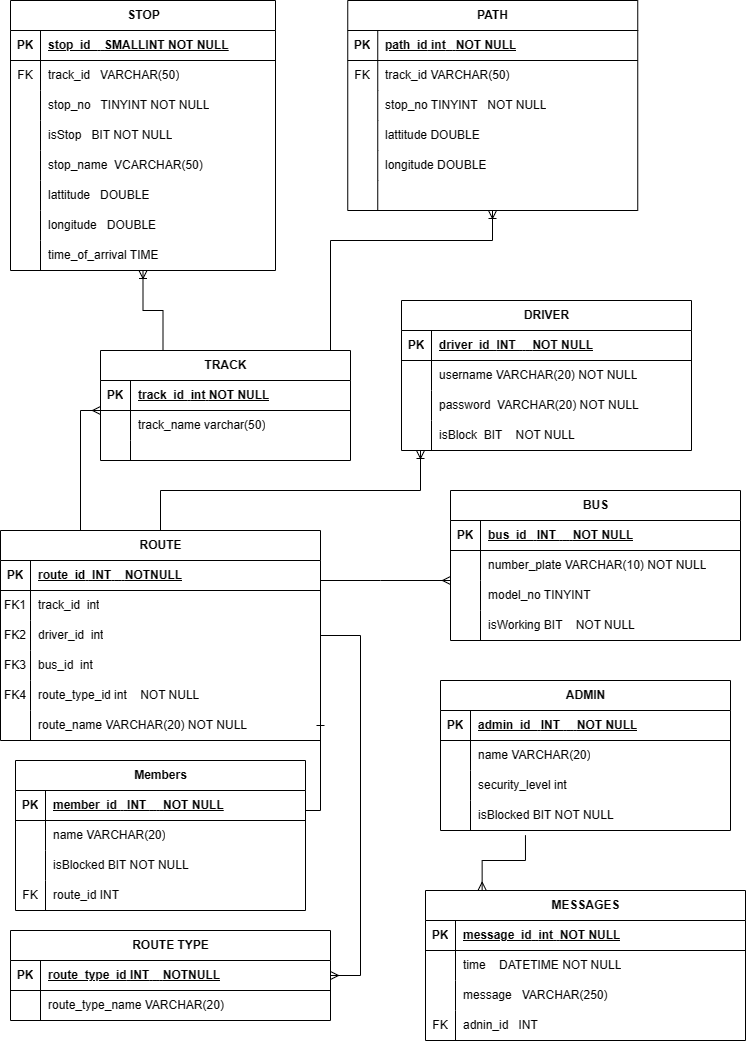 STOP
PK stop_id SMALLINT NOT NULL
FK track_id VARCHAR(50)
stop_no TINYINT NOT NULL
isStop BIT NOT NULL
stop_name VCARCHAR(50)
lattitude DOUBLE
longitude DOUBLE
time_of_arrival TIME
PATH
PK path_id int NOT NULL
FK track_id VARCHAR(50)
stop_no TINYINT NOT NULL
lattitude DOUBLE
longitude DOUBLE
TRACK
PK track_id int NOT NULL
track_name varchar(50)
DRIVER
PK driver_id INT NOT NULL
username VARCHAR(20) NOT NULL
password VARCHAR(20) NOT NULL
isBlock BIT NOT NULL
ROUTE
PK route_id INT NOTNULL
FK1 track_id int
FK2 driver_id int
FK3 bus_id int
FK4 route_type_id int NOT NULL
route_name VARCHAR(20) NOT NULL
BUS
PK bus_id INT NOT NULL
number_plate VARCHAR(10) NOT NULL
model_no TINYINT
isWorking BIT NOT NULL
ADMIN
PK admin_id INT NOT NULL
name VARCHAR(20)
security_level int
isBlocked BIT NOT NULL
Members
PK member_id INT NOT NULL
name VARCHAR(20)
isBlocked BIT NOT NULL
FK route_id INT
ROUTE TYPE
PK route_type_id INT NOTNULL
route_type_name VARCHAR(20)
MESSAGES
PK message_id int NOT NULL
time DATETIME NOT NULL
message VARCHAR(250)
FK adnin_id INT